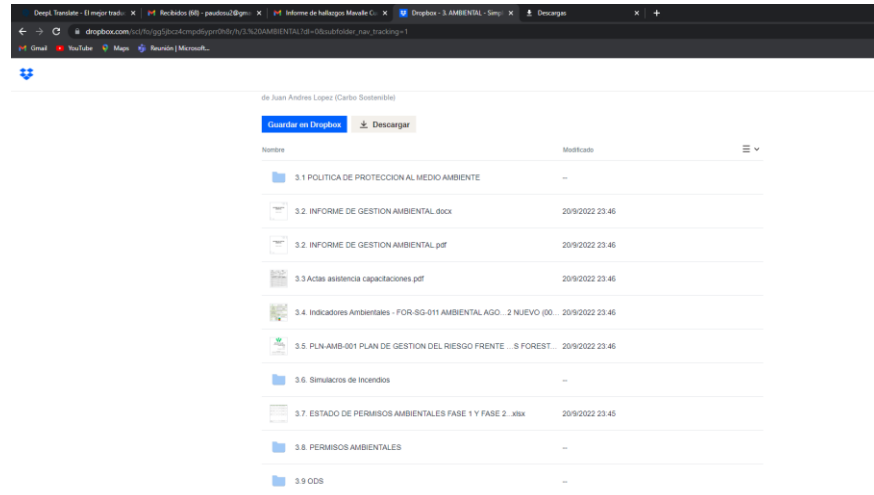 DeepL Translate - El mejor tradu
Recibidos (68) - paudosu2@gma
Informe de hallazgos Mavalle Cu
Dropbox - 3. AMBIENTAL - Simp
Descargas
dropbox.com/scl/fo/gg5jbcz4cmpd6yprr0h8r/h/3.%20AMBIENTAL?dl=0&subfolder_nav_tracking=1
Gmail YouTube Maps Reunión | Microsoft...
de Juan Andres Lopez (Carbo Sostenible)
Guardar en Dropbox Descargar
Nombre Modificado
3.1 POLITICA DE PROTECCION AL MEDIO AMBIENTE --
3.2. INFORME DE GESTION AMBIENTAL.docx 20/9/2022 23:46
3.2. INFORME DE GESTION AMBIENTAL.pdf 20/9/2022 23:46
3.3 Actas asistencia capacitaciones.pdf 20/9/2022 23:46
3.4. Indicadores Ambientales - FOR-SG-011 AMBIENTAL AGO...2 NUEVO (00... 20/9/2022 23:46
3.5. PLN-AMB-001 PLAN DE GESTION DEL RIESGO FRENTE ...S FOREST... 20/9/2022 23:46
3.6. Simulacros de Incendios --
3.7. ESTADO DE PERMISOS AMBIENTALES FASE 1 Y FASE 2...xlsx 20/9/2022 23:45
3.8. PERMISOS AMBIENTALES --
3.9 ODS --